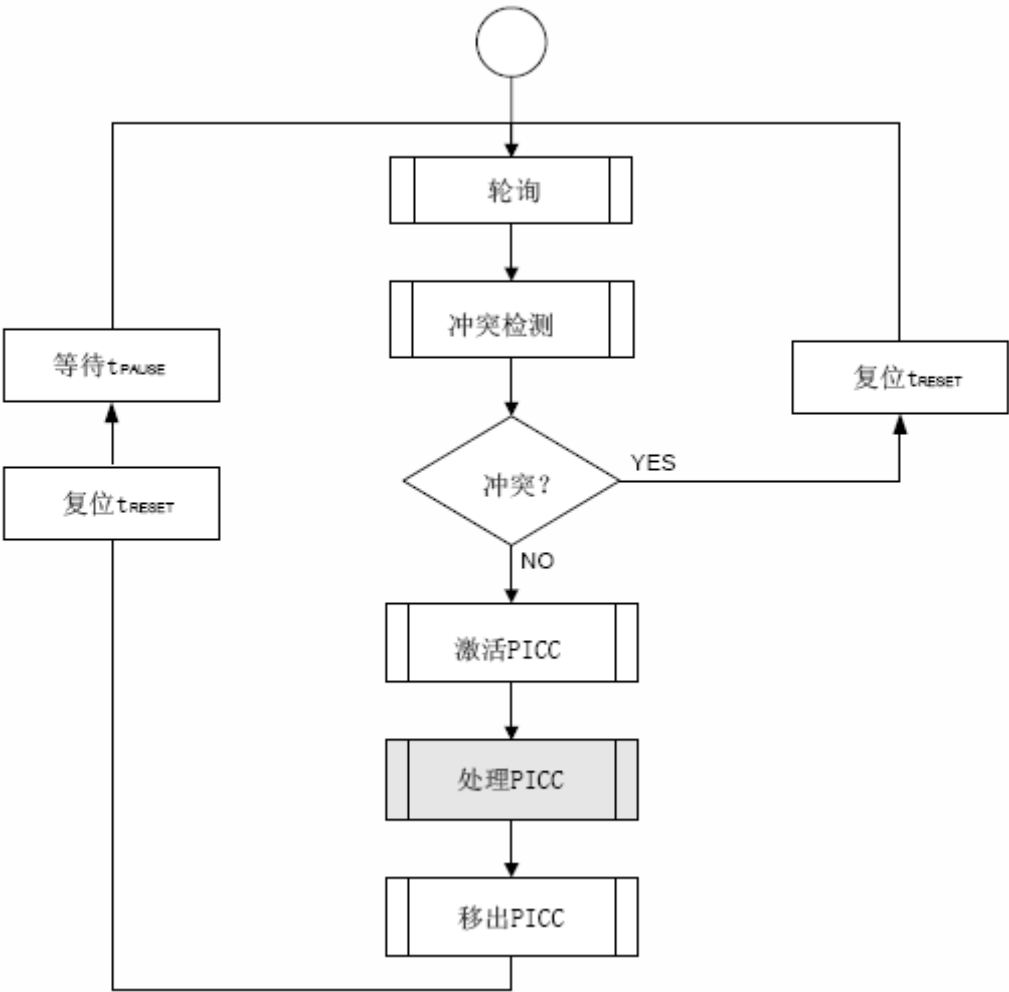 轮询
冲突检测
等待tPAUSE
复位tRESET
冲突?
YES
复位tRESET
NO
激活PICC
处理PICC
移出PICC